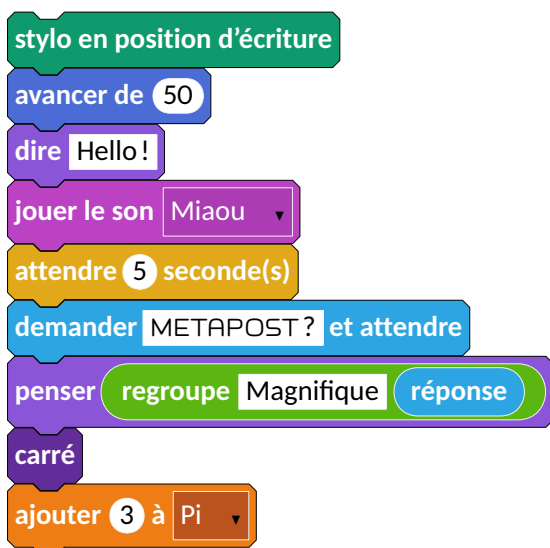 stylo en position d’écriture
avancer de 50
dire Hello !
jouer le son Miaou
attendre 5 seconde(s)
demander METAPOST ? et attendre
penser regroupe Magnifique réponse
carré
ajouter 3 à Pi